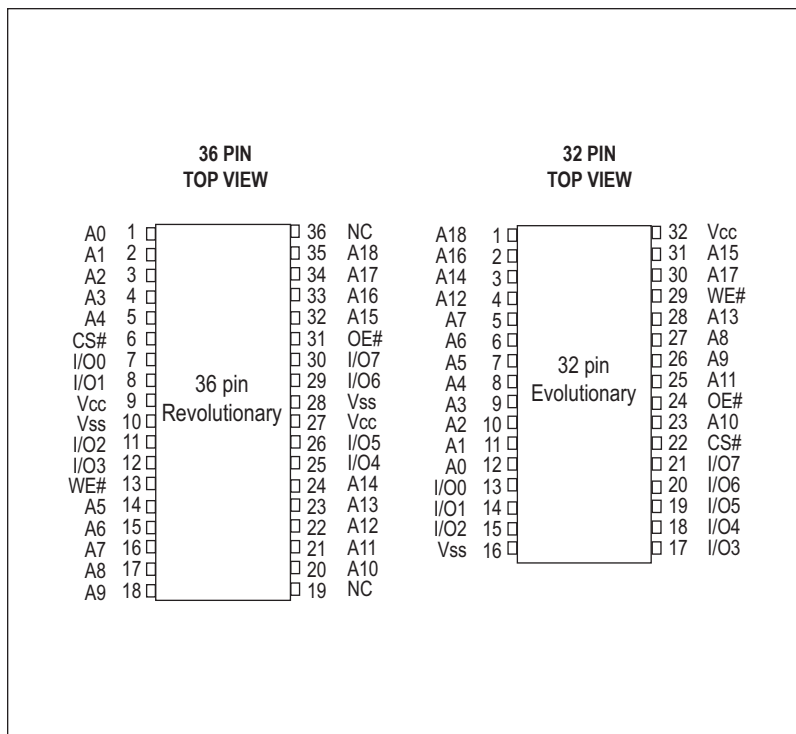 36 PIN
TOP VIEW
A0 1 36 NC
A1 2 35 A18
A2 3 34 A17
A3 4 33 A16
A4 5 32 A15
CS# 6 31 OE#
I/O0 7 30 I/O7
I/O1 8 29 I/O6
Vcc 9 28 Vss
Vss 10 27 Vcc
I/O2 11 26 I/O5
I/O3 12 25 I/O4
WE# 13 24 A14
A5 14 23 A13
A6 15 22 A12
A7 16 21 A11
A8 17 20 A10
A9 18 19 NC
36 pin
Revolutionary
32 PIN
TOP VIEW
A18 1 32 Vcc
A16 2 31 A15
A14 3 30 A17
A12 4 29 WE#
A7 5 28 A13
A6 6 27 A8
A5 7 26 A9
A4 8 25 A11
A3 9 24 OE#
A2 10 23 A10
A1 11 22 CS#
A0 12 21 I/O7
I/O0 13 20 I/O6
I/O1 14 19 I/O5
I/O2 15 18 I/O4
Vss 16 17 I/O3
32 pin
Evolutionary